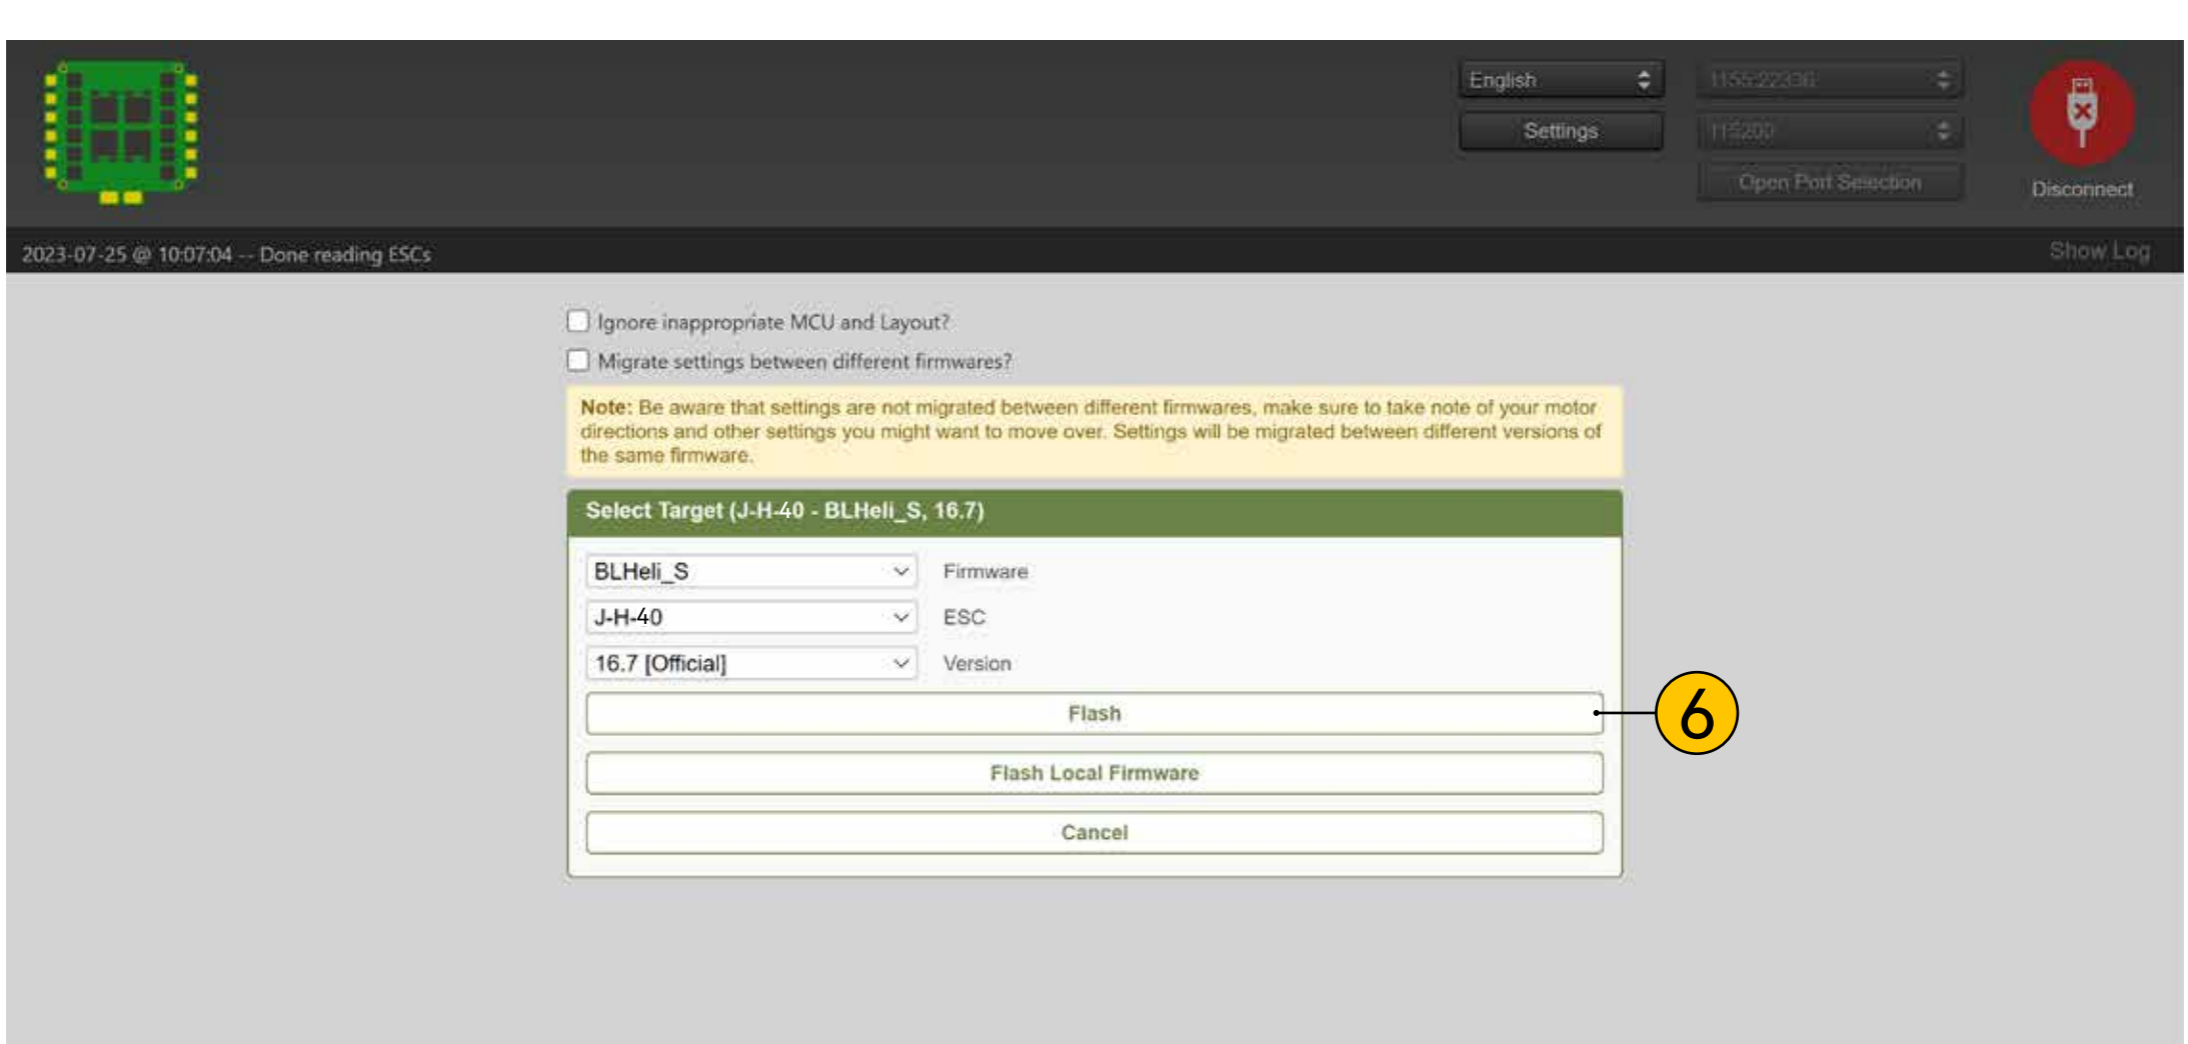 English
1155:22336
Settings
115200
Open Port Selection
Disconnect
2023-07-25 @ 10:07:04 -- Done reading ESCs
Show Log
Ignore inappropriate MCU and Layout?
Migrate settings between different firmwares?
Note: Be aware that settings are not migrated between different firmwares, make sure to take note of your motor
directions and other settings you might want to move over. Settings will be migrated between different versions of
the same firmware.
Select Target (J-H-40 - BLHeli_S, 16.7)
BLHeli_S Firmware
J-H-40 ESC
16.7 [Official] Version
Flash
6
Flash Local Firmware
Cancel